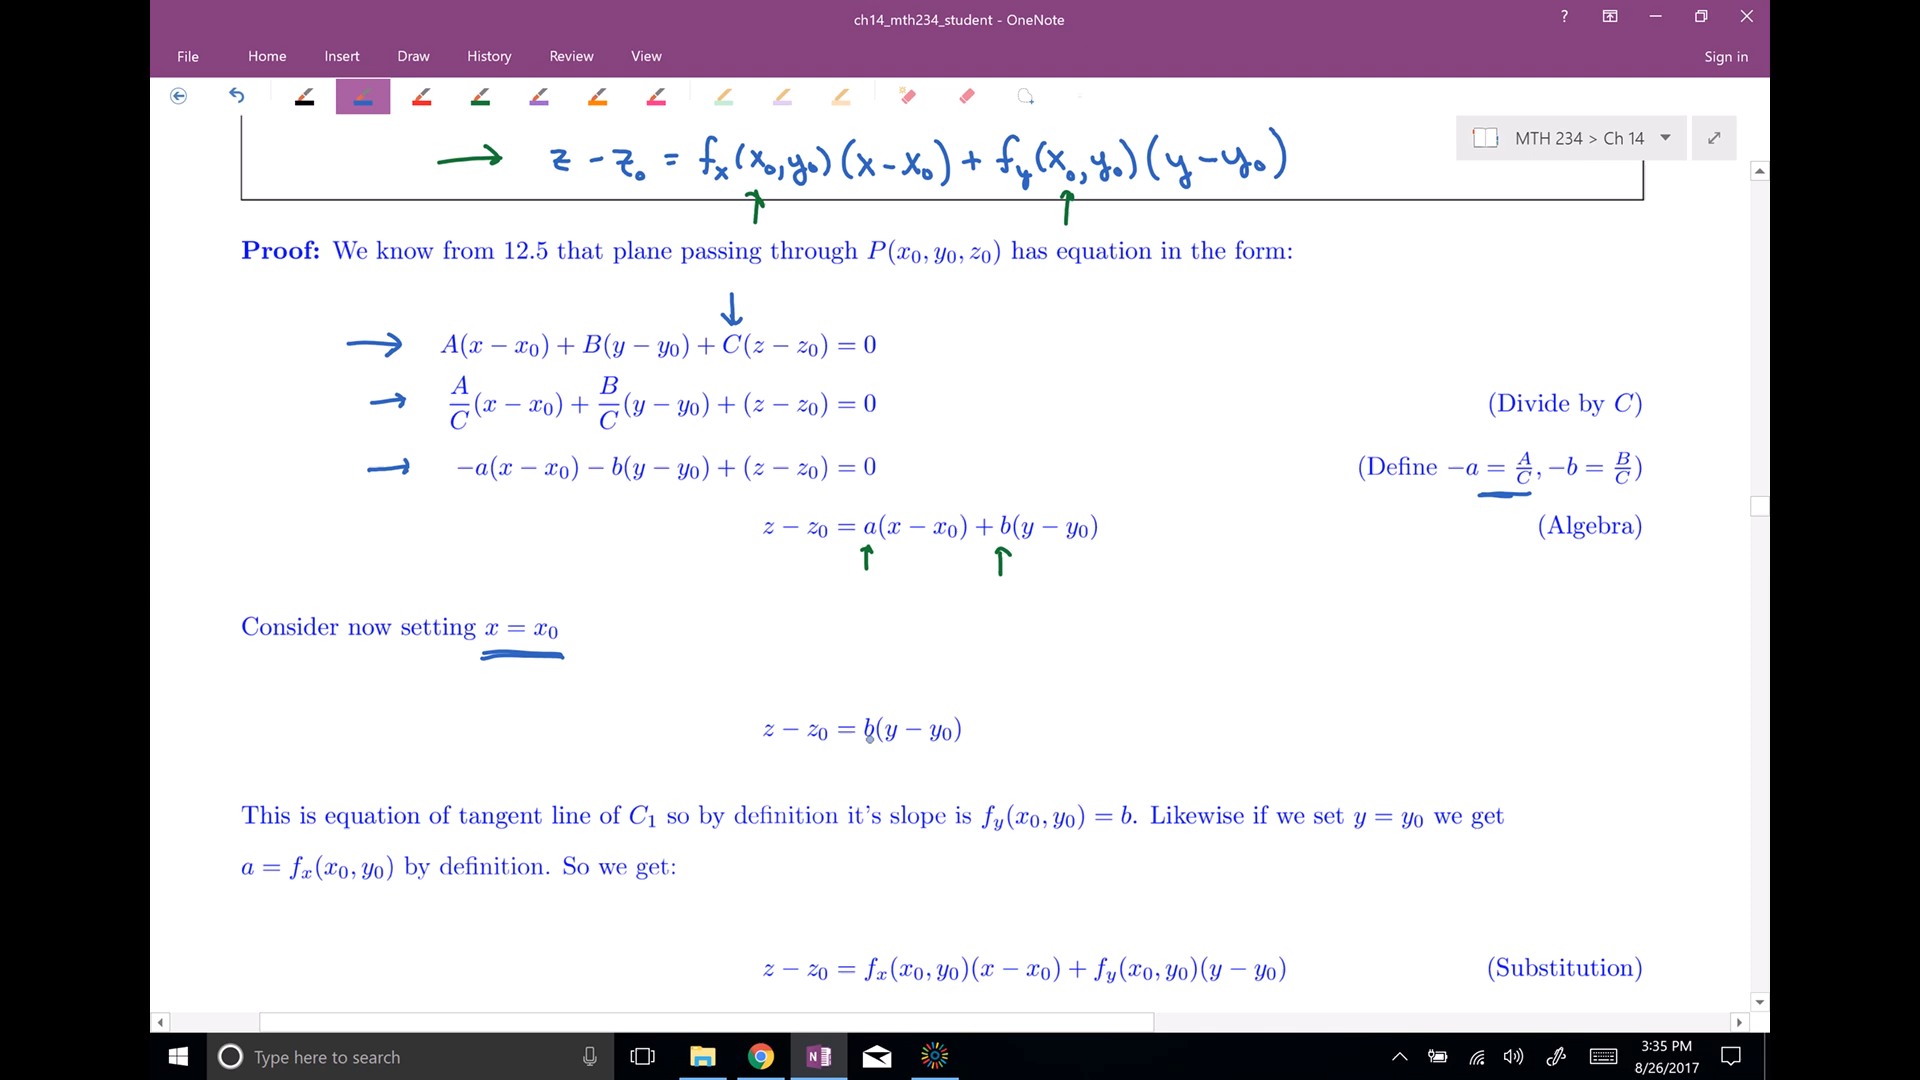 ch14_mth234_student - OneNote
?
File Home Insert Draw History Review View Sign in
MTH 234 > Ch 14
z - z₀ = fₓ(x₀,y₀)(x-x₀) + f_y(x₀,y₀)(y-y₀)
Proof: We know from 12.5 that plane passing through P(x₀, y₀, z₀) has equation in the form:
A(x − x₀) + B(y − y₀) + C(z − z₀) = 0
A/C(x − x₀) + B/C(y − y₀) + (z − z₀) = 0 (Divide by C)
−a(x − x₀) − b(y − y₀) + (z − z₀) = 0 (Define −a = A/C, −b = B/C)
z − z₀ = a(x − x₀) + b(y − y₀) (Algebra)
Consider now setting x = x₀
z − z₀ = b(y − y₀)
This is equation of tangent line of C₁ so by definition it's slope is f_y(x₀, y₀) = b. Likewise if we set y = y₀ we get
a = fₓ(x₀, y₀) by definition. So we get:
z − z₀ = fₓ(x₀, y₀)(x − x₀) + f_y(x₀, y₀)(y − y₀) (Substitution)
Type here to search
N
3:35 PM
8/26/2017